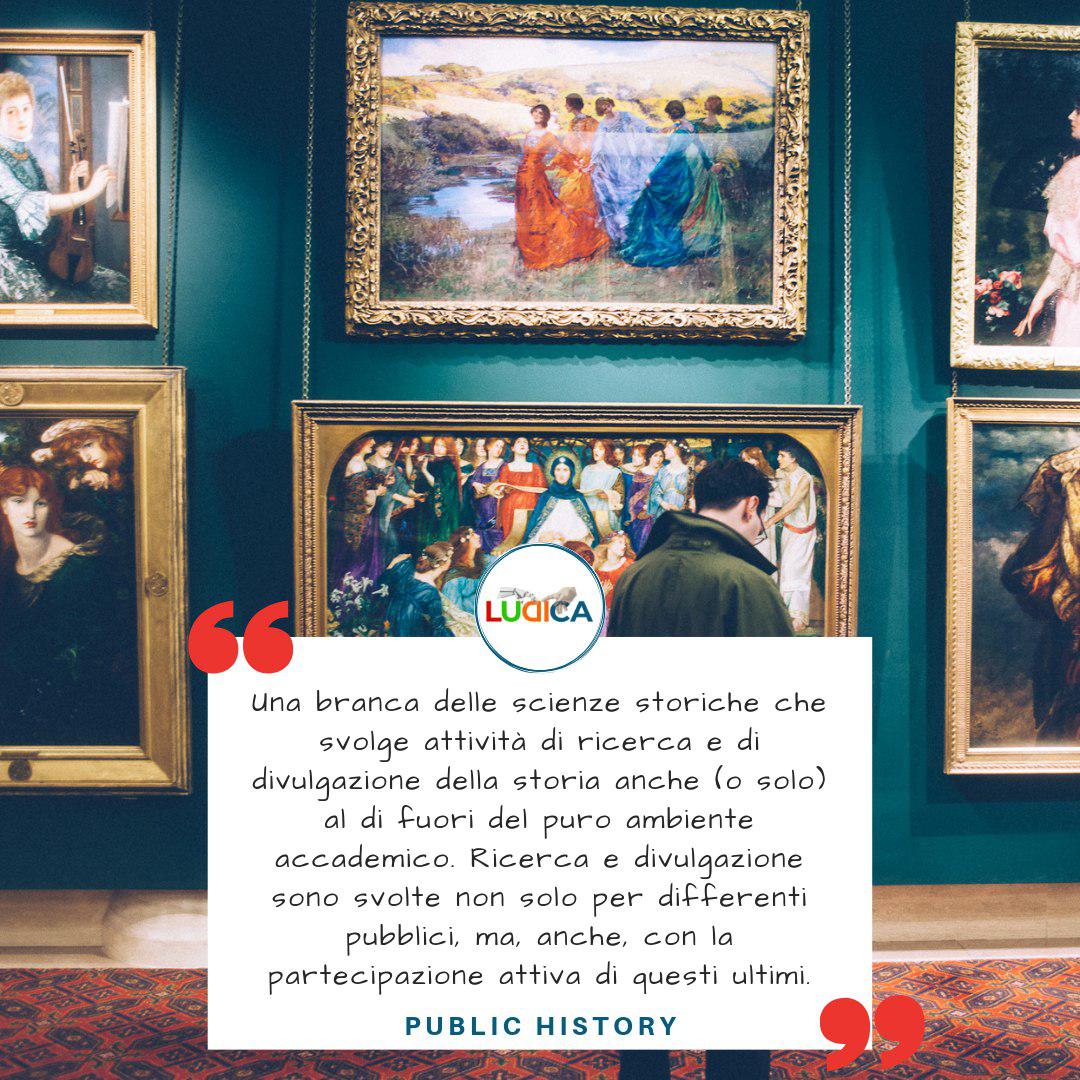 LUDICA
Una branca delle scienze storiche che
svolge attività di ricerca e di
divulgazione della storia anche (o solo)
al di fuori del puro ambiente
accademico. Ricerca e divulgazione
sono svolte non solo per differenti
pubblici, ma, anche, con la
partecipazione attiva di questi ultimi.
PUBLIC HISTORY